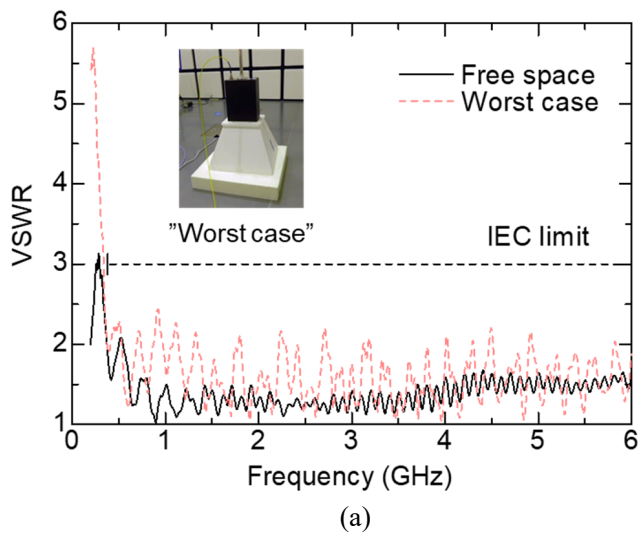 6
5
4
3
2
1
VSWR
Free space
Worst case
"Worst case"
IEC limit
0
1
2
3
4
5
6
Frequency (GHz)
(a)